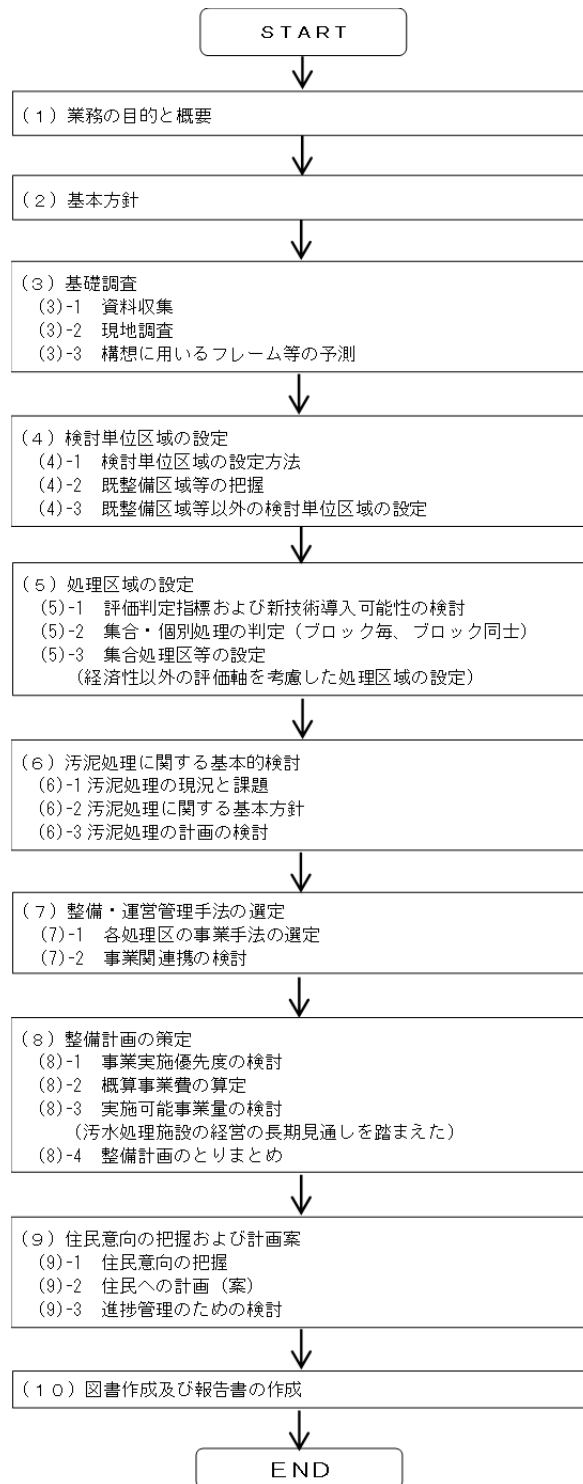 START
(1)業務の目的と概要
(2)基本方針
(3)基礎調査
(3)-1 資料収集
(3)-2 現地調査
(3)-3 構想に用いるフレーム等の予測
(4)検討単位区域の設定
(4)-1 検討単位区域の設定方法
(4)-2 既整備区域等の把握
(4)-3 既整備区域等以外の検討単位区域の設定
(5)処理区域の設定
(5)-1 評価判定指標および新技術導入可能性の検討
(5)-2 集合・個別処理の判定(ブロック毎、ブロック同士)
(5)-3 集合処理区等の設定
(経済性以外の評価軸を考慮した処理区域の設定)
(6)汚泥処理に関する基本的検討
(6)-1 汚泥処理の現況と課題
(6)-2 汚泥処理に関する基本方針
(6)-3 汚泥処理の計画の検討
(7)整備・運営管理手法の選定
(7)-1 各処理区の事業手法の選定
(7)-2 事業関連携の検討
(8)整備計画の策定
(8)-1 事業実施優先度の検討
(8)-2 概算事業費の算定
(8)-3 実施可能事業量の検討
(汚水処理施設の経営の長期見通しを踏まえた)
(8)-4 整備計画のとりまとめ
(9)住民意向の把握および計画案
(9)-1 住民意向の把握
(9)-2 住民への計画(案)
(9)-3 進捗管理のための検討
(10)図書作成及び報告書の作成
END